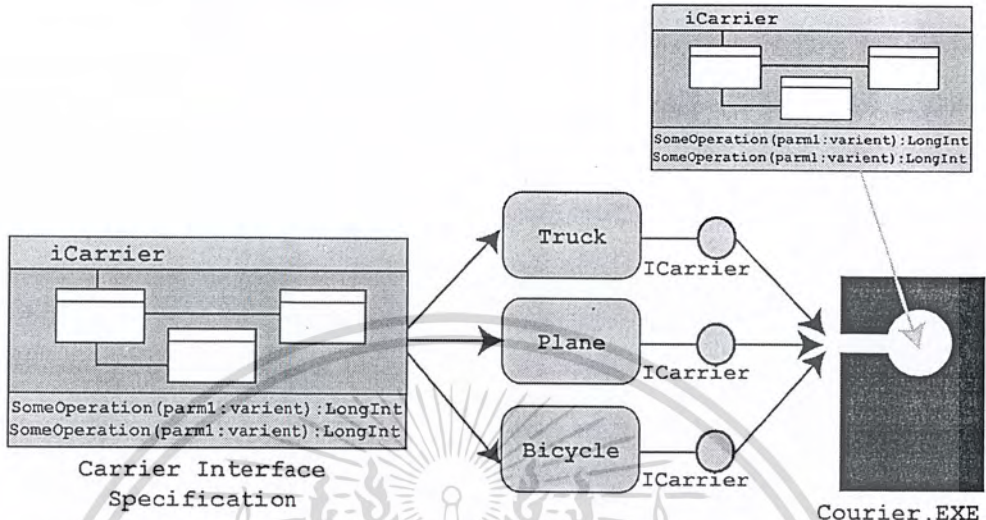 iCarrier
SomeOperation(parm1:varient):LongInt
SomeOperation(parm1:varient):LongInt
iCarrier
SomeOperation(parm1:varient):LongInt
SomeOperation(parm1:varient):LongInt
Carrier Interface
Specification
Truck
ICarrier
Plane
ICarrier
Bicycle
ICarrier
Courier.EXE